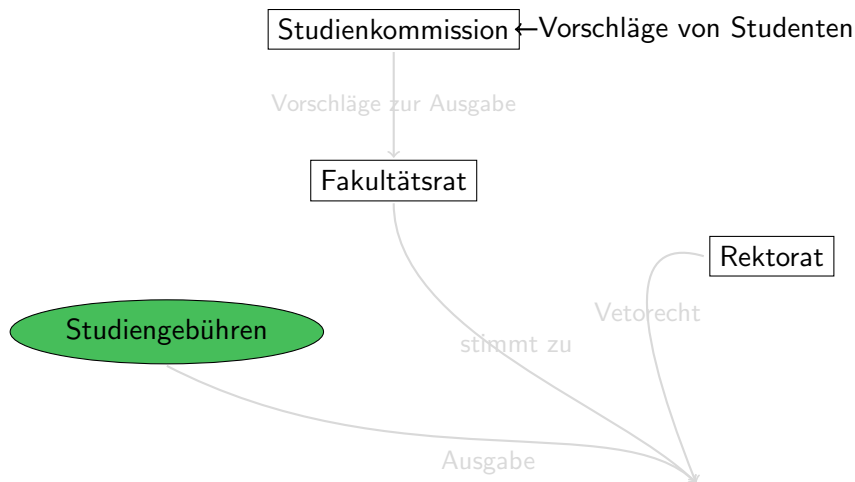 Studienkommission
←Vorschläge von Studenten
Vorschläge zur Ausgabe
Fakultätsrat
Rektorat
Vetorecht
Studiengebühren
stimmt zu
Ausgabe